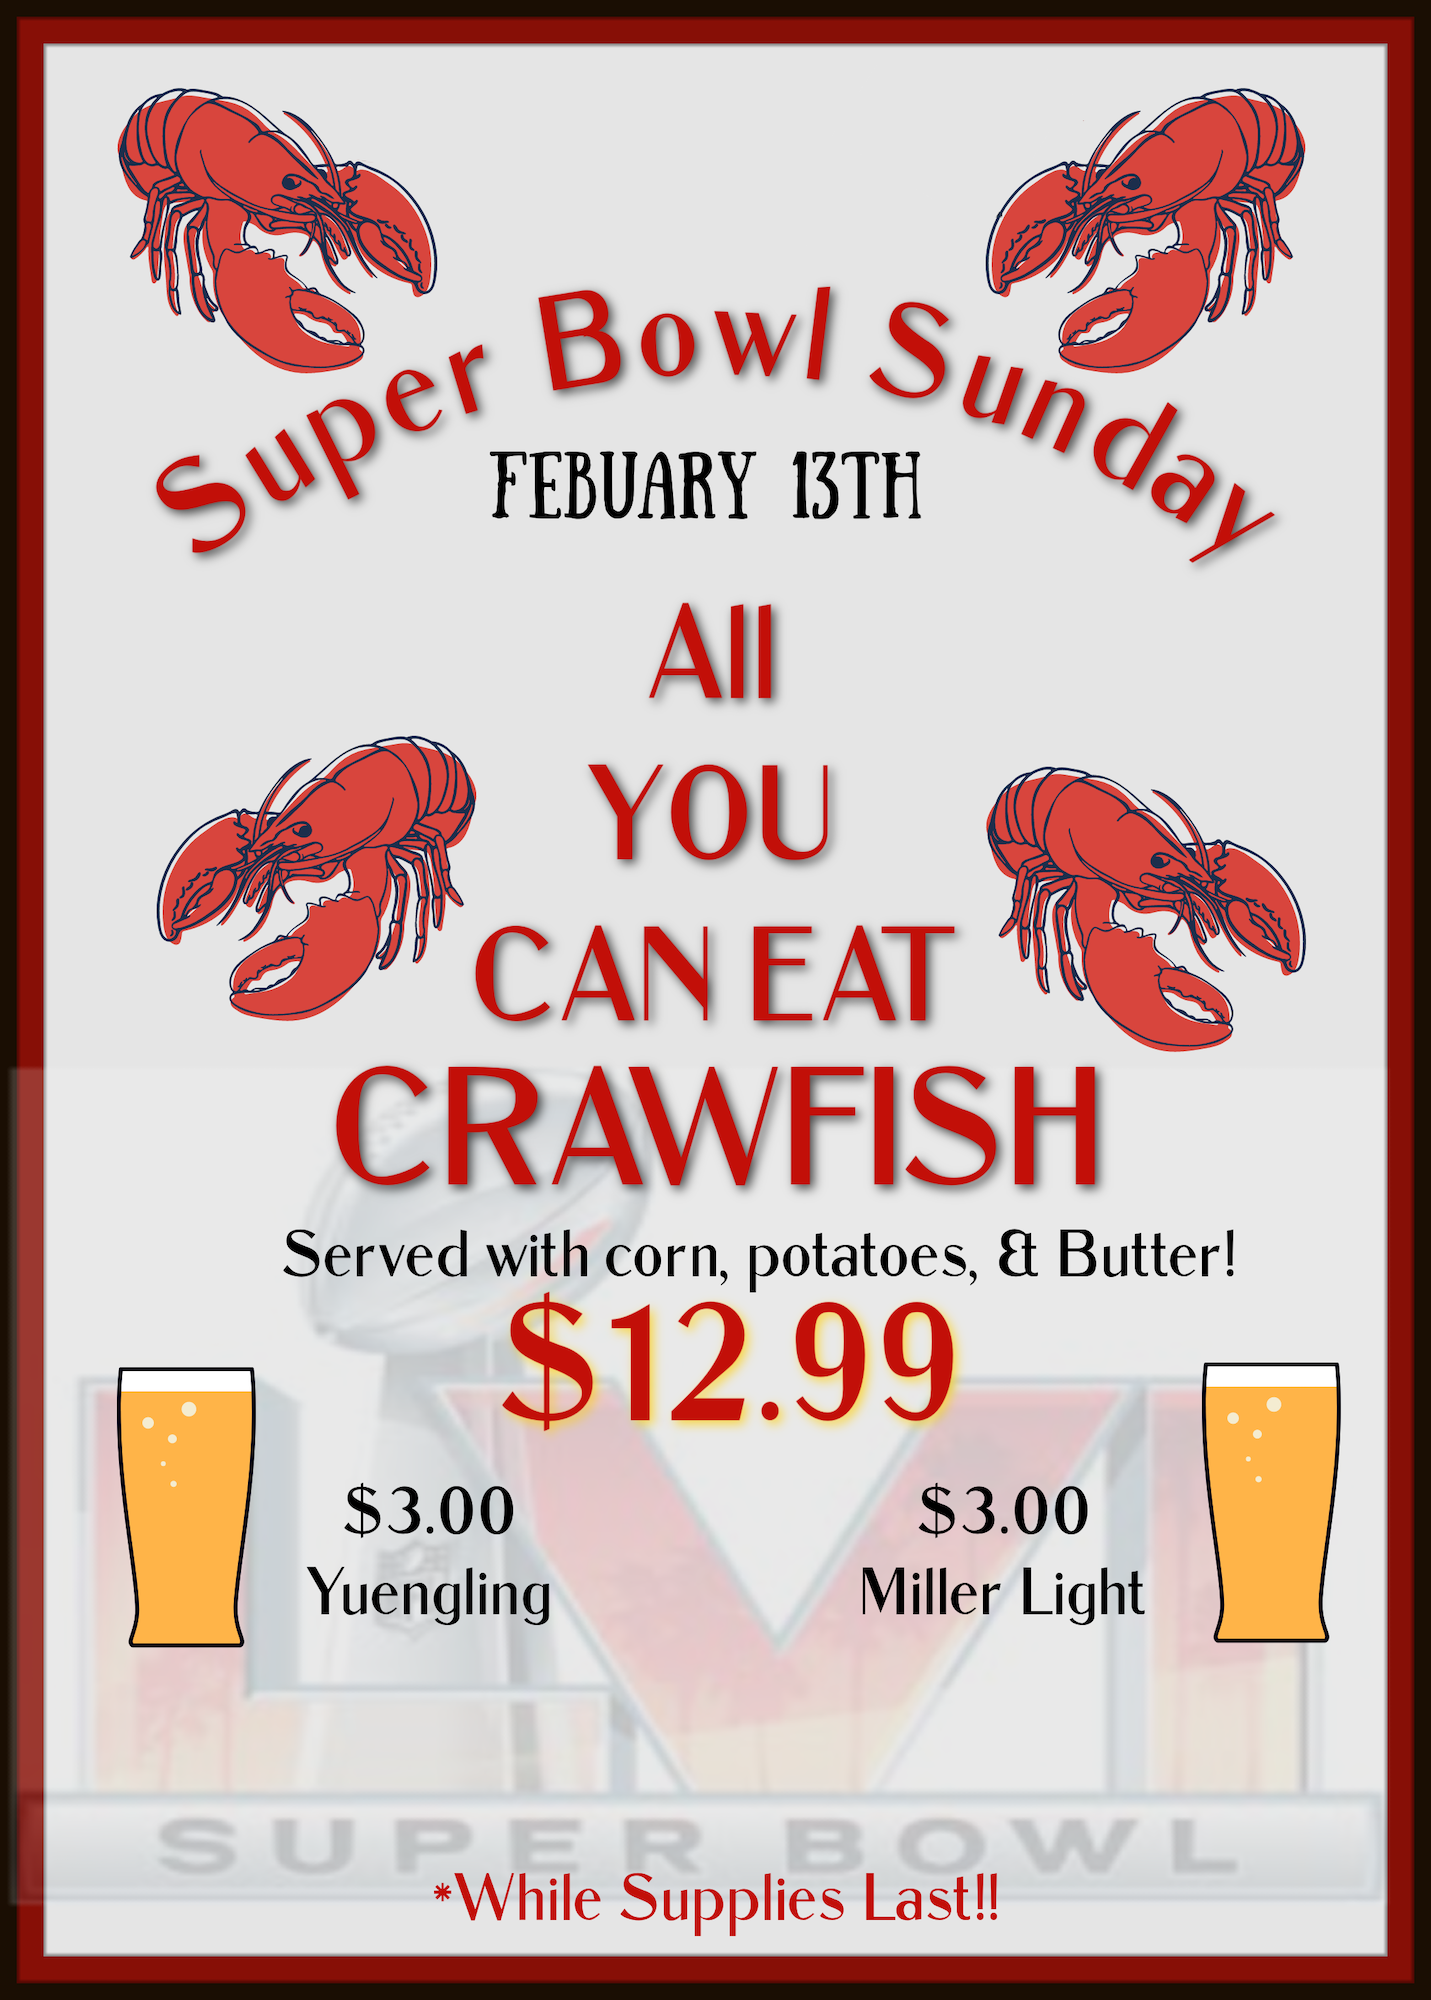 Super Bowl Sunday
FEBUARY 13TH
All
YOU
CAN EAT
CRAWFISH
Served with corn, potatoes, & Butter!
$12.99
$3.00
Yuengling
$3.00
Miller Light
LVI
SUPER BOWL
*While Supplies Last!!